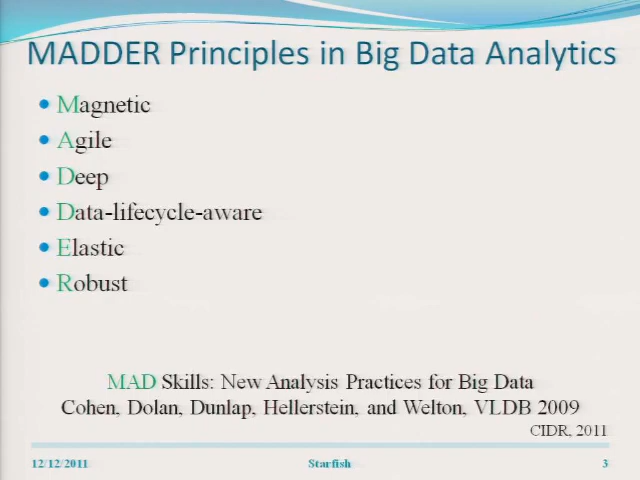 MADDER Principles in Big Data Analytics
Magnetic
Agile
Deep
Data-lifecycle-aware
Elastic
Robust
MAD Skills: New Analysis Practices for Big Data
Cohen, Dolan, Dunlap, Hellerstein, and Welton, VLDB 2009
CIDR, 2011
12/12/2011 Starfish 3